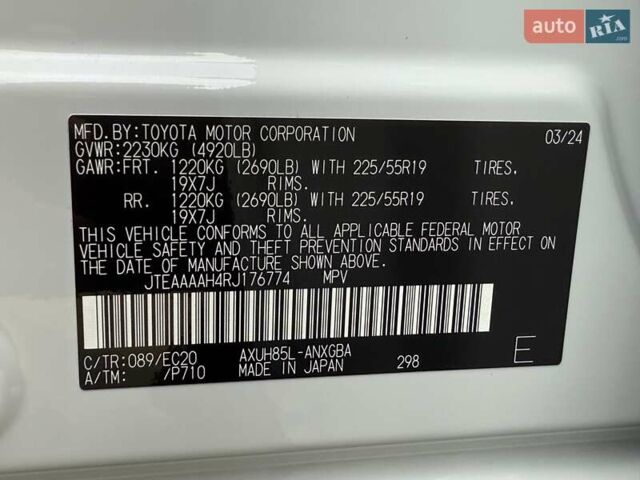 auto RIA.com
MFD.BY:TOYOTA MOTOR CORPORATION 03/24
GVWR:2230KG (4920LB)
GAWR:FRT. 1220KG (2690LB) WITH 225/55R19 TIRES.
19X7J RIMS.
RR. 1220KG (2690LB) WITH 225/55R19 TIRES.
19X7J RIMS.
THIS VEHICLE CONFORMS TO ALL APPLICABLE FEDERAL MOTOR
VEHICLE SAFETY AND THEFT PREVENTION STANDARDS IN EFFECT ON
THE DATE OF MANUFACTURE SHOWN ABOVE.
JTEAAAAH4RJ176774 MPV
C/TR:089/EC20 AXUH85L-ANXGBA
A/TM: /P710 MADE IN JAPAN 298 E